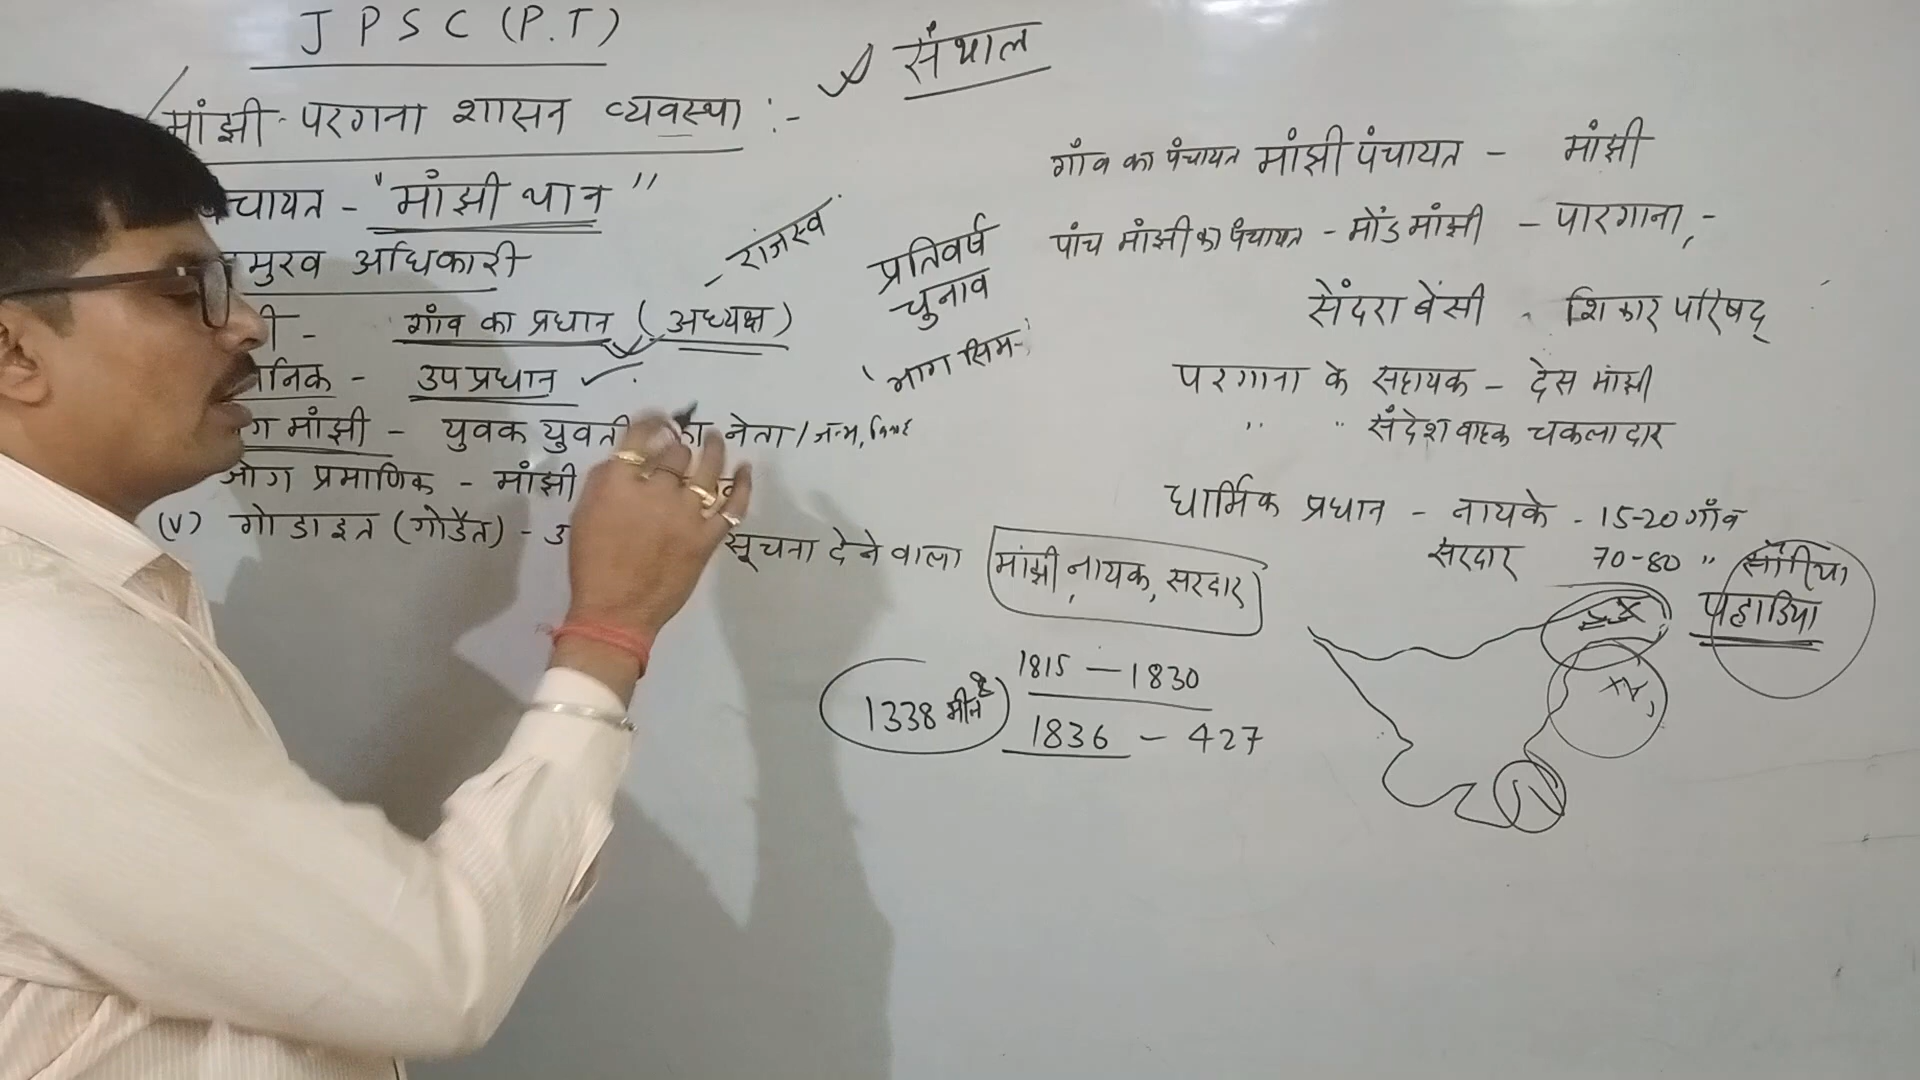 J P S C (P.T)
मांझी परगना शासन व्यवस्था :-
संथाल
पंचायत - "मांझी थान"
प्रमुख अधिकारी
गाँव का प्रधान (अध्यक्ष)
राजस्व
उप प्रधान
मांझी - युवक युवती का नेता / जन्म,
जोग प्रमाणिक - मांझी
(V) गोडाइत (गोडैत) - सूचना देने वाला
प्रतिवर्ष
चुनाव
गाँव का पंचायत मांझी पंचायत - मांझी
पांच मांझी का पंचायत - मोंड मांझी - पारगाना,-
सेंदरा बेंसी - शिकार परिषद्
परगाना के सहायक - देस मांझी
" " संदेश वाहक चकलादार
धार्मिक प्रधान - नायके - 15-20 गाँव
सरदार 70-80 "
पहाडिया
मांझी, नायक, सरदार
1338 मील
1815 - 1830
1836 - 427